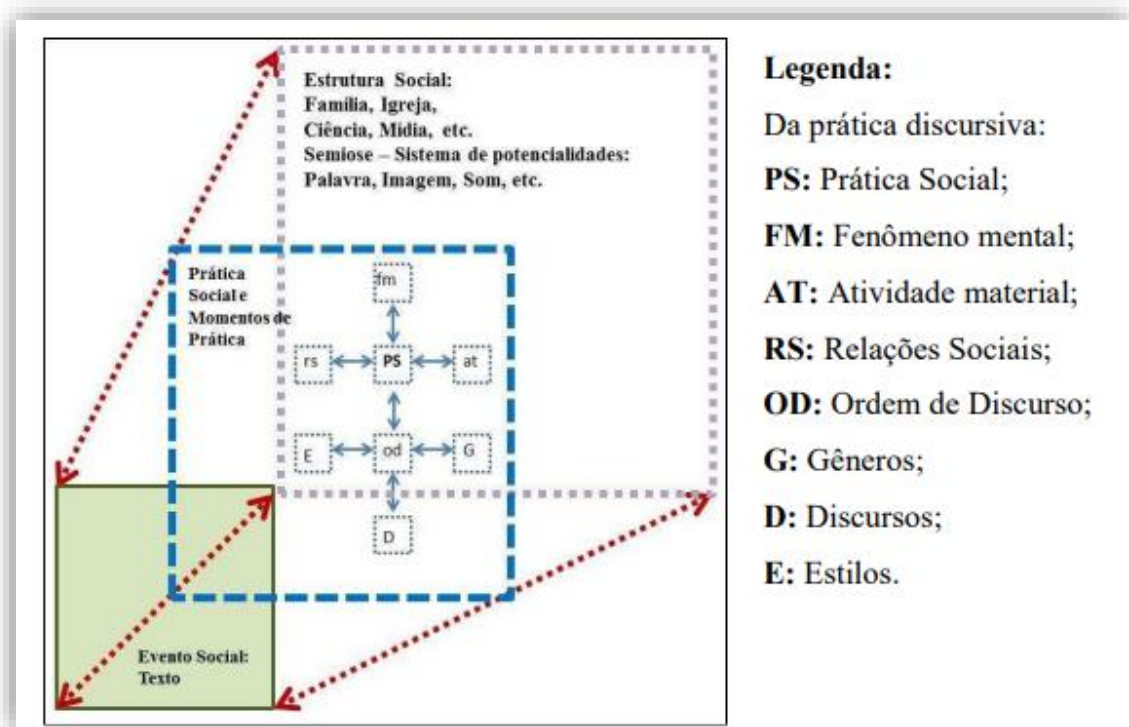 Estrutura Social:
Família, Igreja,
Ciência, Mídia, etc.
Semiose – Sistema de potencialidades:
Palavra, Imagem, Som, etc.
Prática
Social e
Momentos de
Prática
fm
rs
PS
at
E
od
G
D
Evento Social:
Texto
Legenda:
Da prática discursiva:
PS: Prática Social;
FM: Fenômeno mental;
AT: Atividade material;
RS: Relações Sociais;
OD: Ordem de Discurso;
G: Gêneros;
D: Discursos;
E: Estilos.